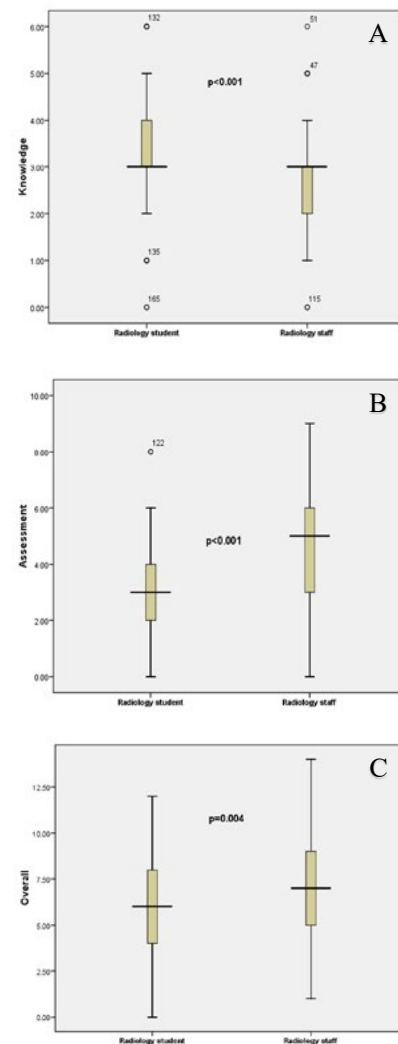 A
6.00
5.00
4.00
3.00
2.00
1.00
0.00
Knowledge
132
51
47
p<0.001
135
165
115
Radiology student
Radiology staff
B
10.00
8.00
6.00
4.00
2.00
0.00
Assessment
122
p<0.001
Radiology student
Radiology staff
C
12.50
10.00
7.50
5.00
2.50
0.00
Overall
p=0.004
Radiology student
Radiology staff